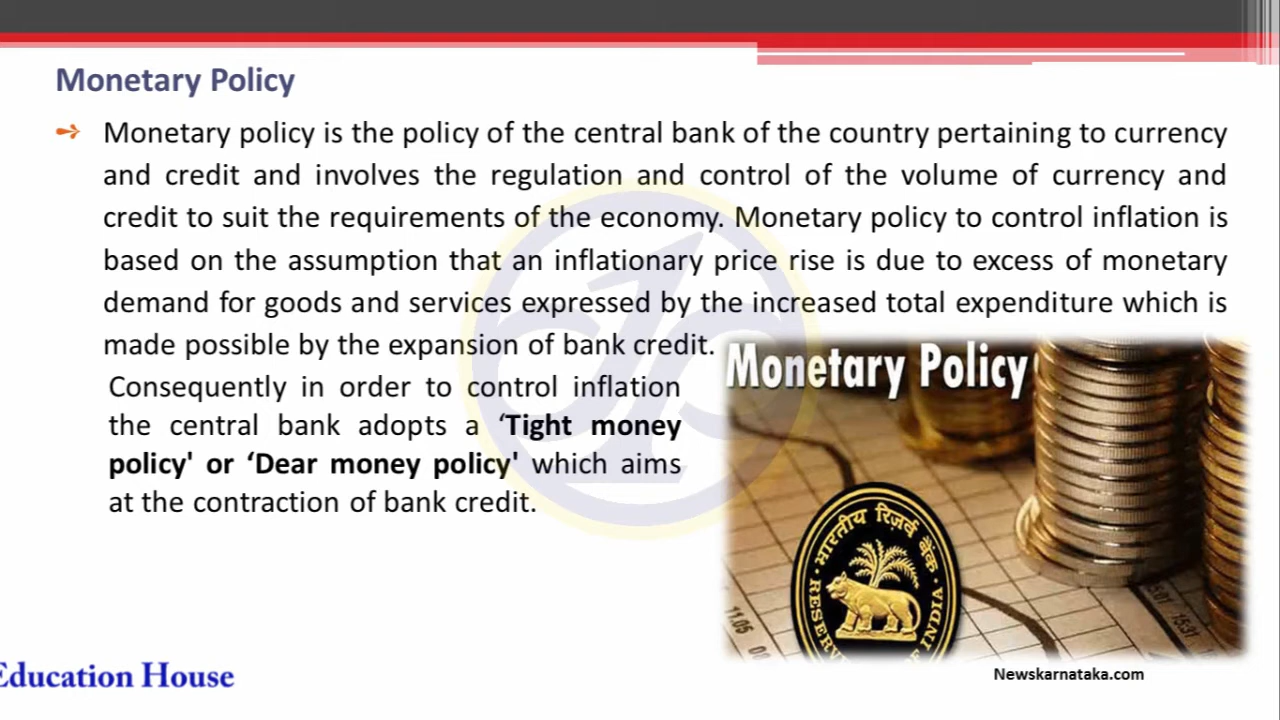 Monetary Policy
Monetary policy is the policy of the central bank of the country pertaining to currency
and credit and involves the regulation and control of the volume of currency and
credit to suit the requirements of the economy. Monetary policy to control inflation is
based on the assumption that an inflationary price rise is due to excess of monetary
demand for goods and services expressed by the increased total expenditure which is
made possible by the expansion of bank credit.
Consequently in order to control inflation
the central bank adopts a ‘Tight money
policy' or ‘Dear money policy' which aims
at the contraction of bank credit.
Monetary Policy
भारतीय रिज़र्व बैंक
OF INDIA
11.05
15:31
Education House
Newskarnataka.com